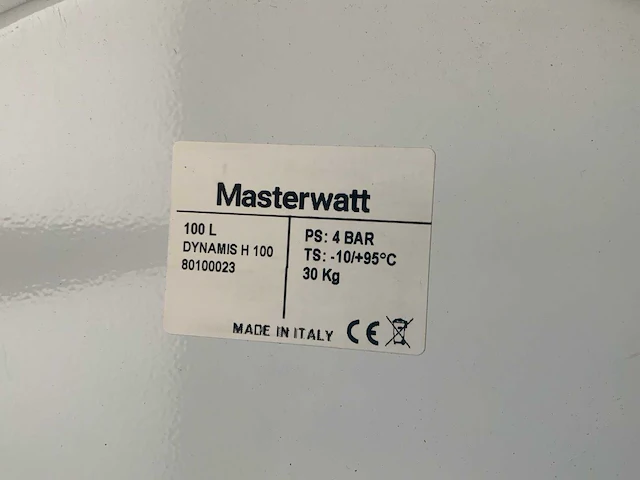 Masterwatt
100 L
DYNAMIS H 100
80100023
PS: 4 BAR
TS: -10/+95°C
30 Kg
MADE IN ITALY CE